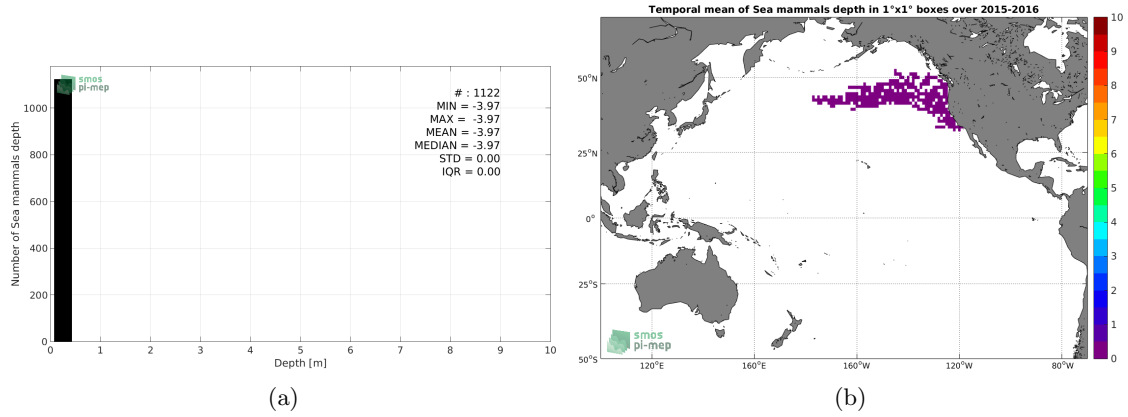 smos
pi-mep
# : 1122
MIN = -3.97
MAX = -3.97
MEAN = -3.97
MEDIAN = -3.97
STD = 0.00
IQR = 0.00
Number of Sea mammals depth
1000
800
600
400
200
0
0 1 2 3 4 5 6 7 8 9 10
Depth [m]
(a)
Temporal mean of Sea mammals depth in 1°x1° boxes over 2015-2016
50°N
25°N
0°
25°S
50°S
120°E 160°E 160°W 120°W 80°W
smos
pi-mep
10
9
8
7
6
5
4
3
2
1
0
(b)